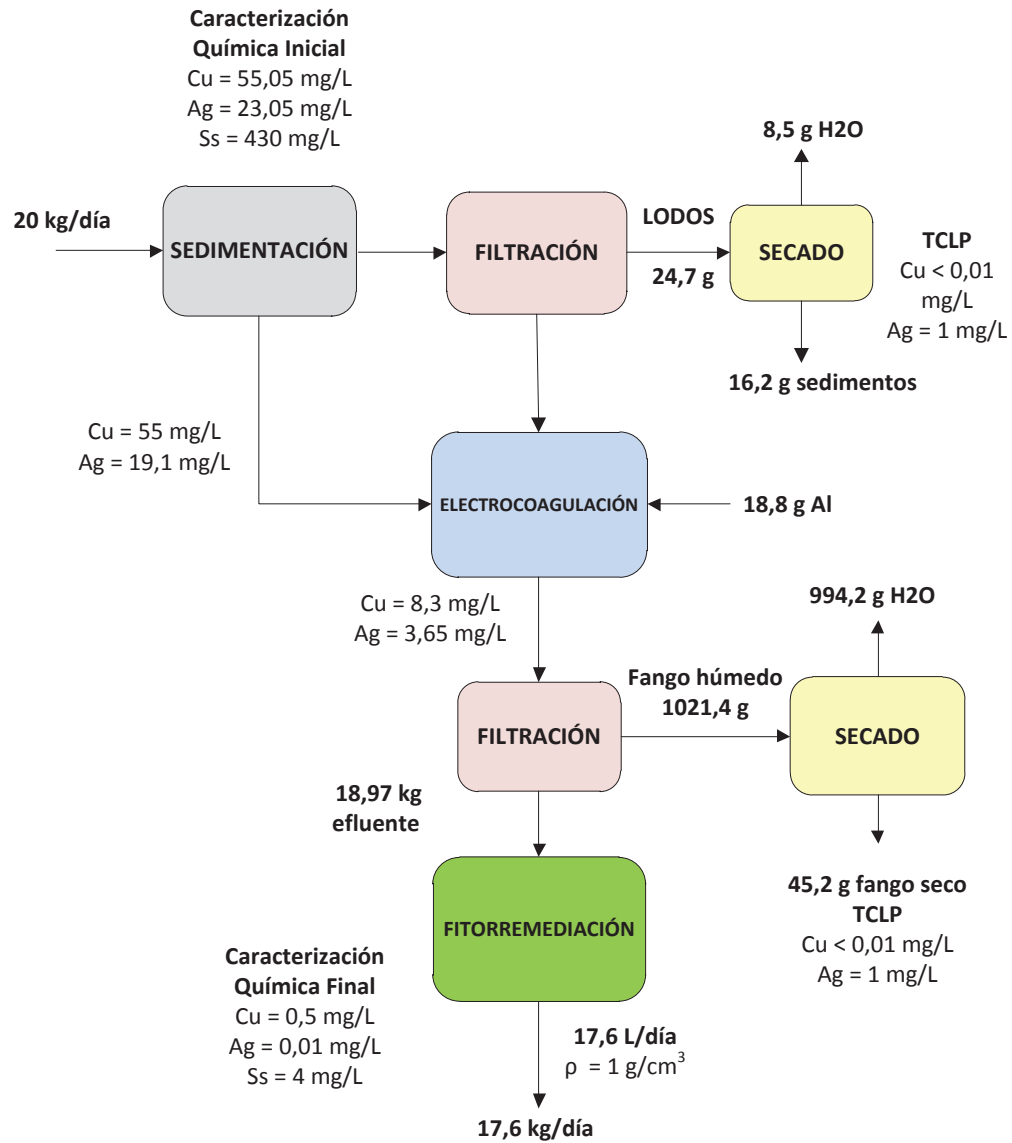 Caracterización
Química Inicial
Cu = 55,05 mg/L
Ag = 23,05 mg/L
Ss = 430 mg/L
8,5 g H2O
20 kg/día
SEDIMENTACIÓN
FILTRACIÓN
LODOS
24,7 g
SECADO
TCLP
Cu < 0,01
mg/L
Ag = 1 mg/L
16,2 g sedimentos
Cu = 55 mg/L
Ag = 19,1 mg/L
ELECTROCOAGULACIÓN
18,8 g Al
Cu = 8,3 mg/L
Ag = 3,65 mg/L
994,2 g H2O
FILTRACIÓN
Fango húmedo
1021,4 g
SECADO
18,97 kg
efluente
FITORREMEDIACIÓN
45,2 g fango seco
TCLP
Cu < 0,01 mg/L
Ag = 1 mg/L
Caracterización
Química Final
Cu = 0,5 mg/L
Ag = 0,01 mg/L
Ss = 4 mg/L
17,6 L/día
ρ = 1 g/cm³
17,6 kg/día